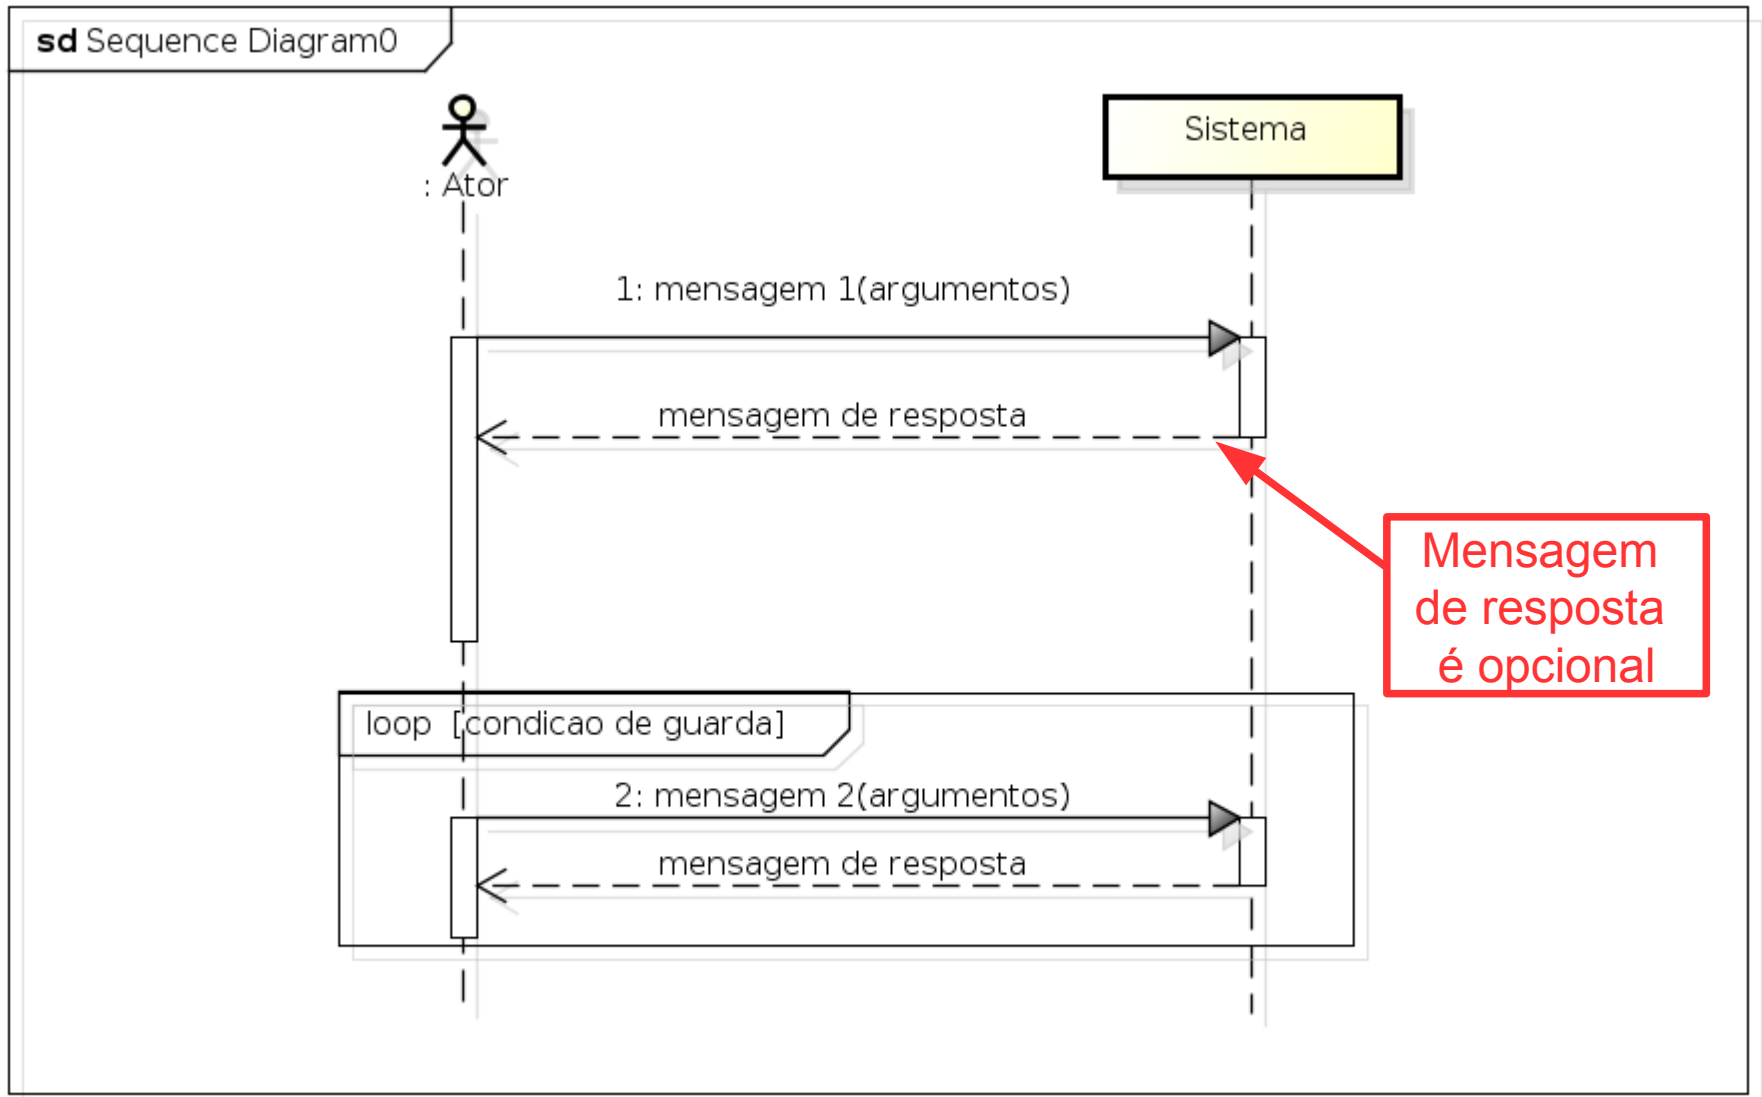 sd Sequence Diagram0
: Ator
Sistema
1: mensagem 1(argumentos)
mensagem de resposta
Mensagem
de resposta
é opcional
loop [condicao de guarda]
2: mensagem 2(argumentos)
mensagem de resposta